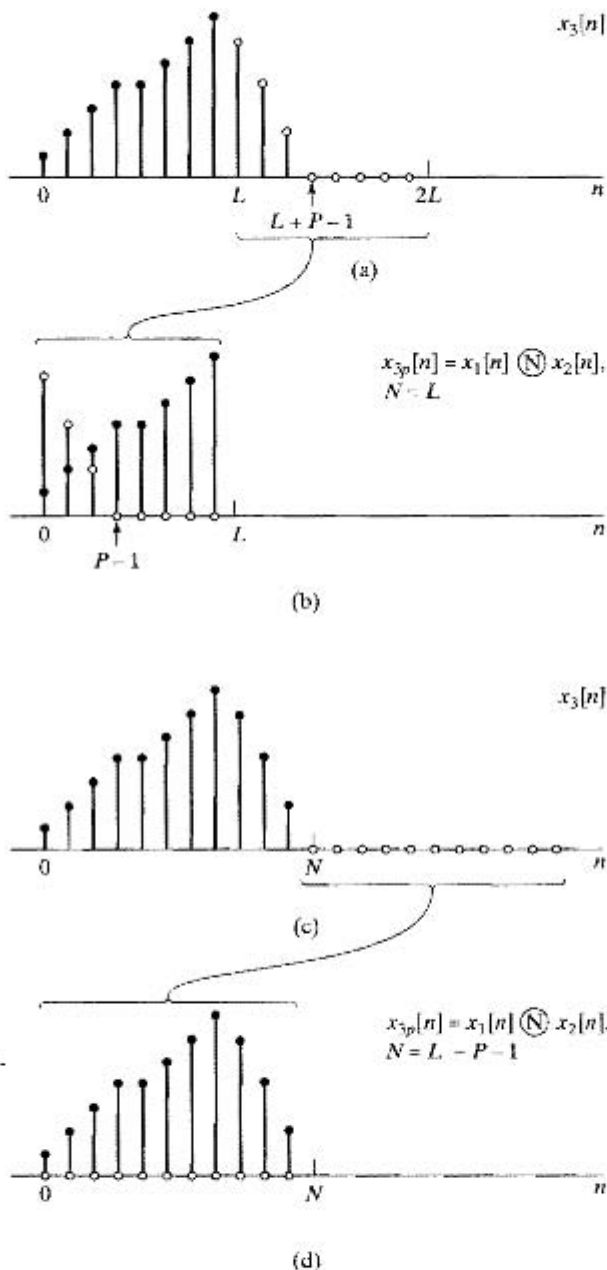 x₃[n]
0 L 2L n
L + P − 1
(a)
x₃ₚ[n] = x₁[n] Ⓝ x₂[n],
N = L
0 L n
P − 1
(b)
x₃[n]
0 N n
(c)
x₃ₚ[n] = x₁[n] Ⓝ x₂[n],
N = L − P − 1
0 N n
(d)